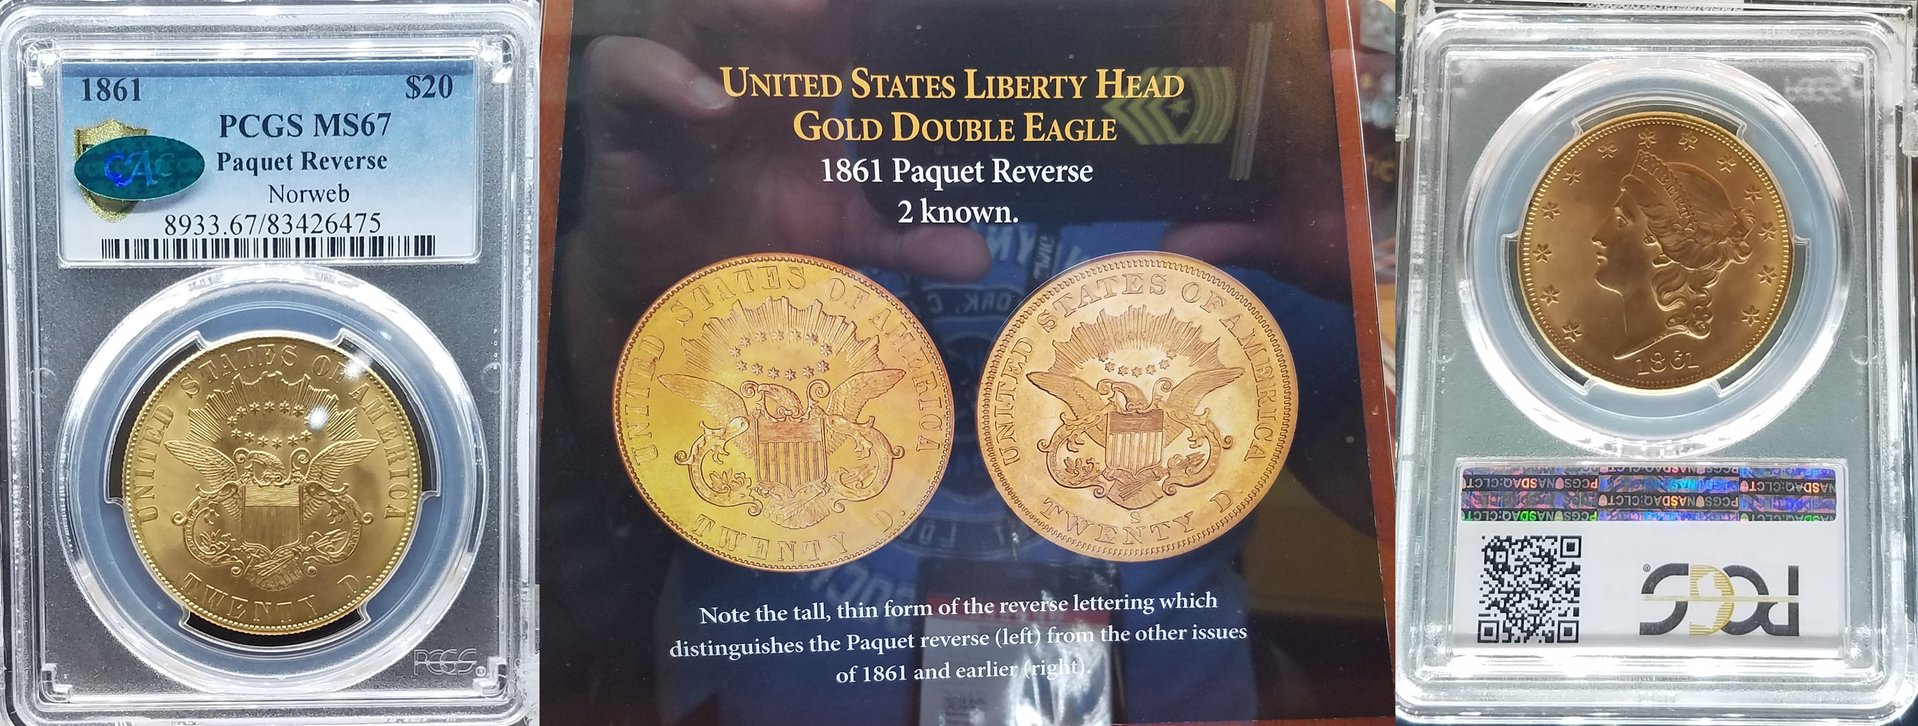 1861 $20
PCGS MS67
CAC
Paquet Reverse
Norweb
8933.67/83426475
UNITED STATES OF AMERICA
TWENTY D.
PCGS
UNITED STATES LIBERTY HEAD
GOLD DOUBLE EAGLE
1861 Paquet Reverse
2 known.
UNITED STATES OF AMERICA
TWENTY D.
UNITED STATES OF AMERICA
S
TWENTY D.
Note the tall, thin form of the reverse lettering which
distinguishes the Paquet reverse (left) from the other issues
of 1861 and earlier (right).
LIBERTY
1861
PCGS NASDAQ:CLCT
PCGS